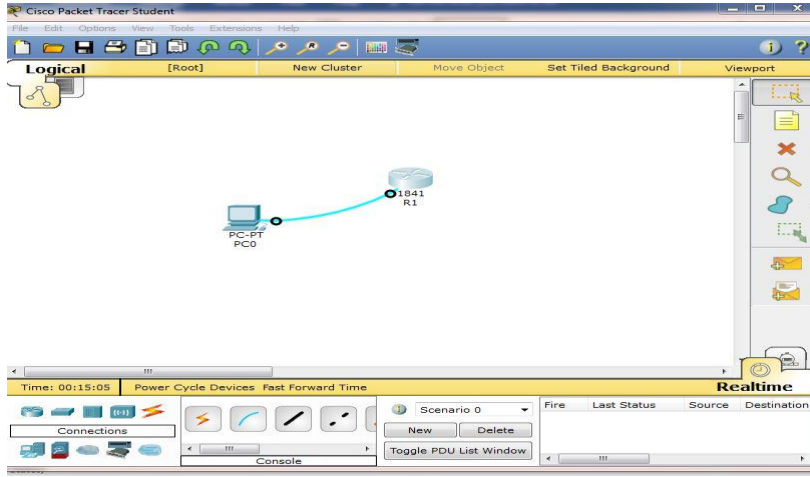 Cisco Packet Tracer Student
File Edit Options View Tools Extensions Help
Logical [Root] New Cluster Move Object Set Tiled Background Viewport
1841
R1
PC-PT
PC0
Time: 00:15:05 Power Cycle Devices Fast Forward Time Realtime
Scenario 0
Fire Last Status Source Destination
Connections
New Delete
Toggle PDU List Window
Console